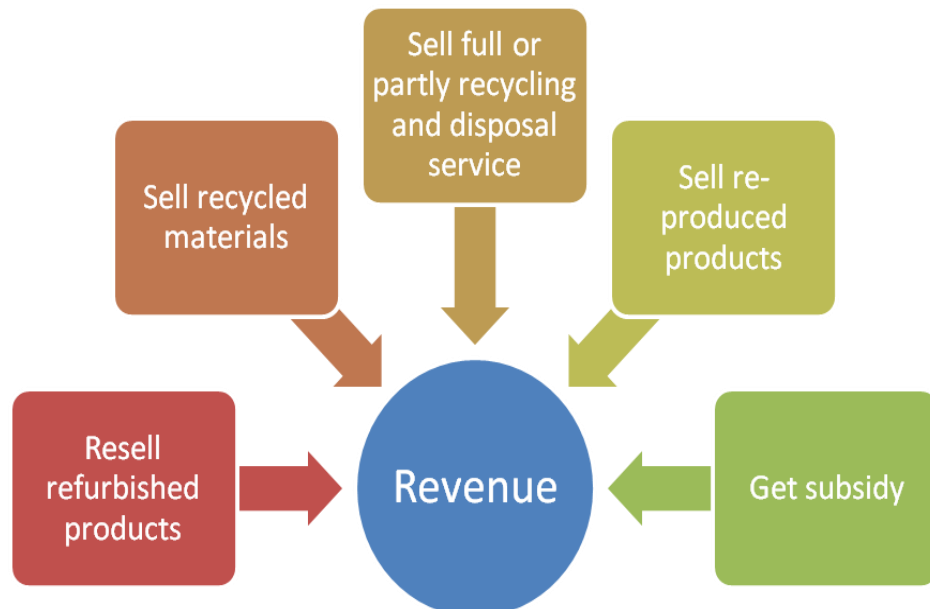 Sell full or
partly recycling
and disposal
service
Sell recycled
materials
Sell re-
produced
products
Resell
refurbished
products
Revenue
Get subsidy